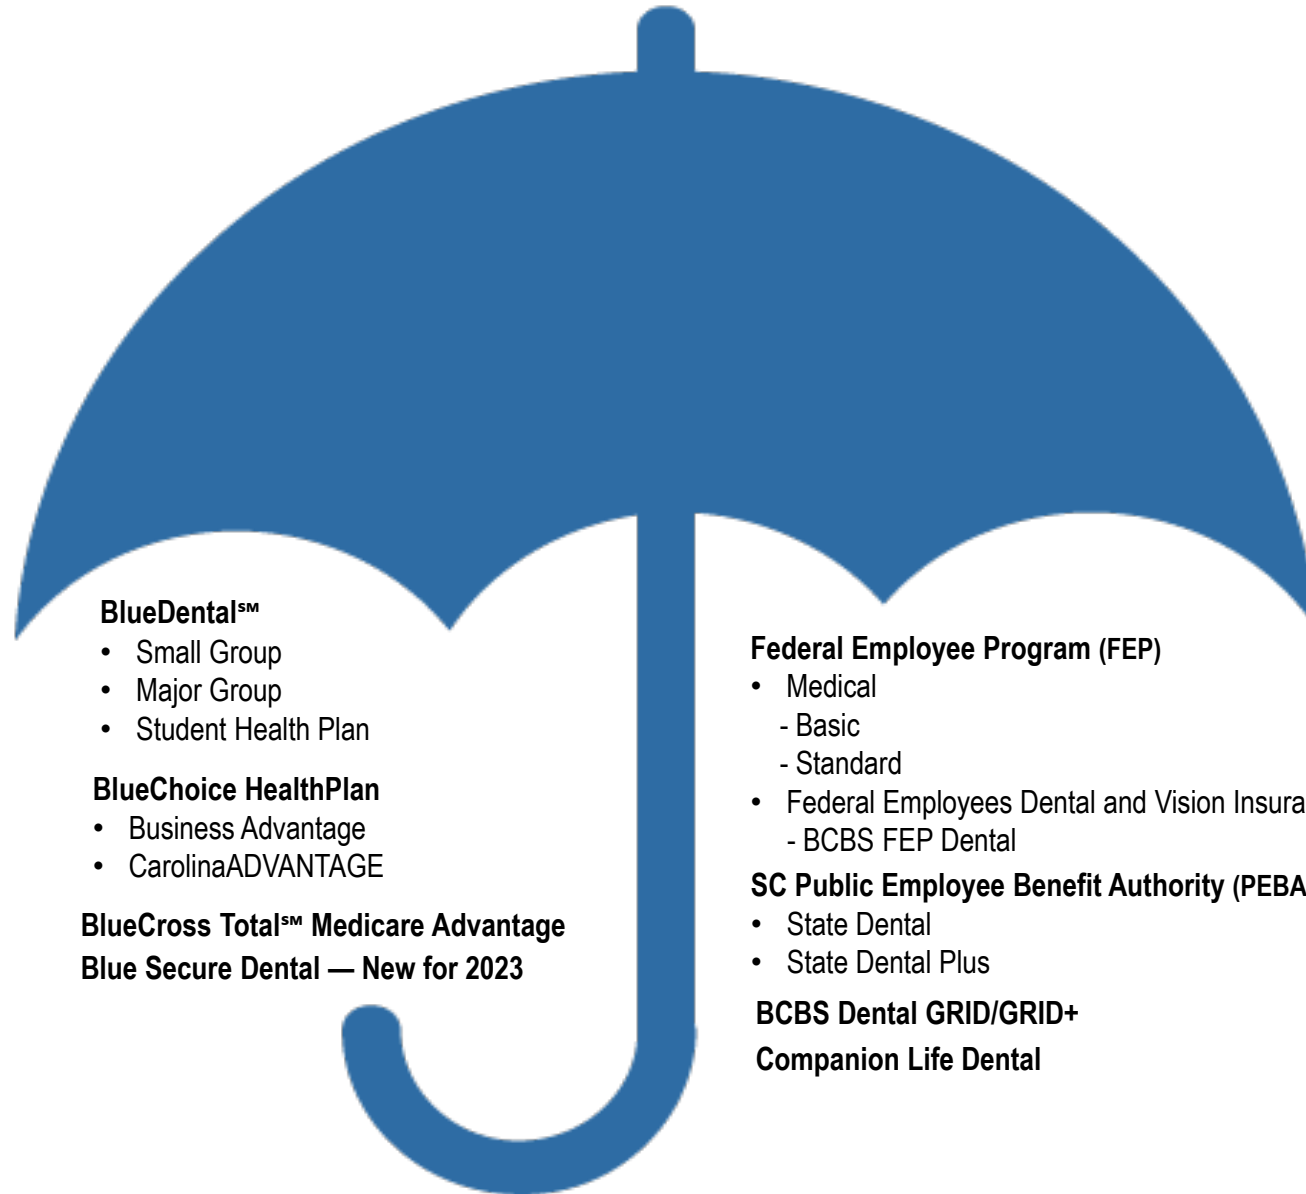 BlueDental℠
• Small Group
• Major Group
• Student Health Plan
BlueChoice HealthPlan
• Business Advantage
• CarolinaADVANTAGE
BlueCross Total℠ Medicare Advantage
Blue Secure Dental — New for 2023
Federal Employee Program (FEP)
• Medical
- Basic
- Standard
• Federal Employees Dental and Vision Insura
- BCBS FEP Dental
SC Public Employee Benefit Authority (PEBA
• State Dental
• State Dental Plus
BCBS Dental GRID/GRID+
Companion Life Dental